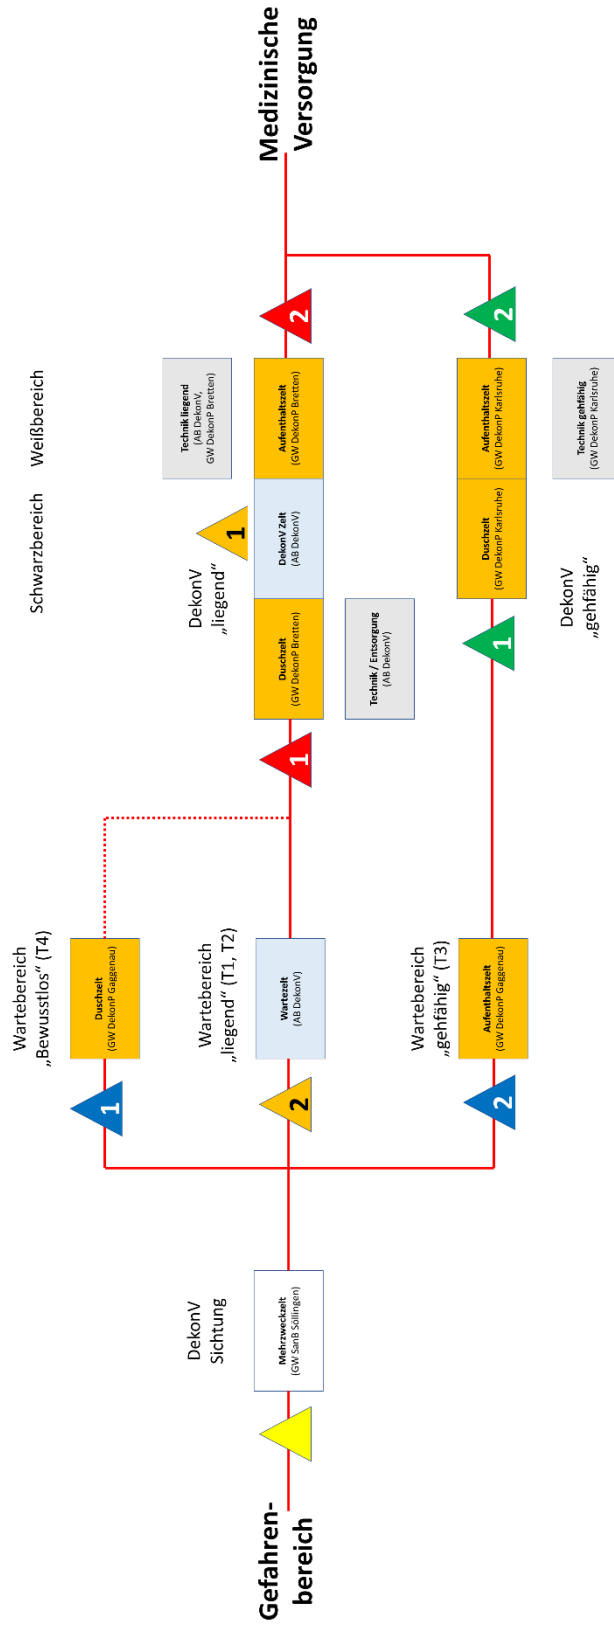 Gefahren-
bereich
DekonV
Sichtung
Mehrzweckzelt
(GW SanB Söllingen)
Wartebereich
„Bewusstlos“ (T4)
1
Duschzelt
(GW DekonP Gaggenau)
Wartebereich
„liegend“ (T1, T2)
2
Wartezelt
(AB DekonV)
Wartebereich
„gehfähig“ (T3)
2
Aufenthaltszelt
(GW DekonP Gaggenau)
Schwarzbereich
Weißbereich
DekonV
„liegend“
1
1
Duschzelt
(GW DekonP Bretten)
DekonV Zelt
(AB DekonV)
Aufenthaltszelt
(GW DekonP Bretten)
2
Technik liegend
(AB DekonV,
GW DekonP Bretten)
Technik / Entsorgung
(AB DekonV)
1
Duschzelt
(GW DekonP Karlsruhe)
Aufenthaltszelt
(GW DekonP Karlsruhe)
2
DekonV
„gehfähig“
Technik gehfähig
(GW DekonP Karlsruhe)
Medizinische
Versorgung